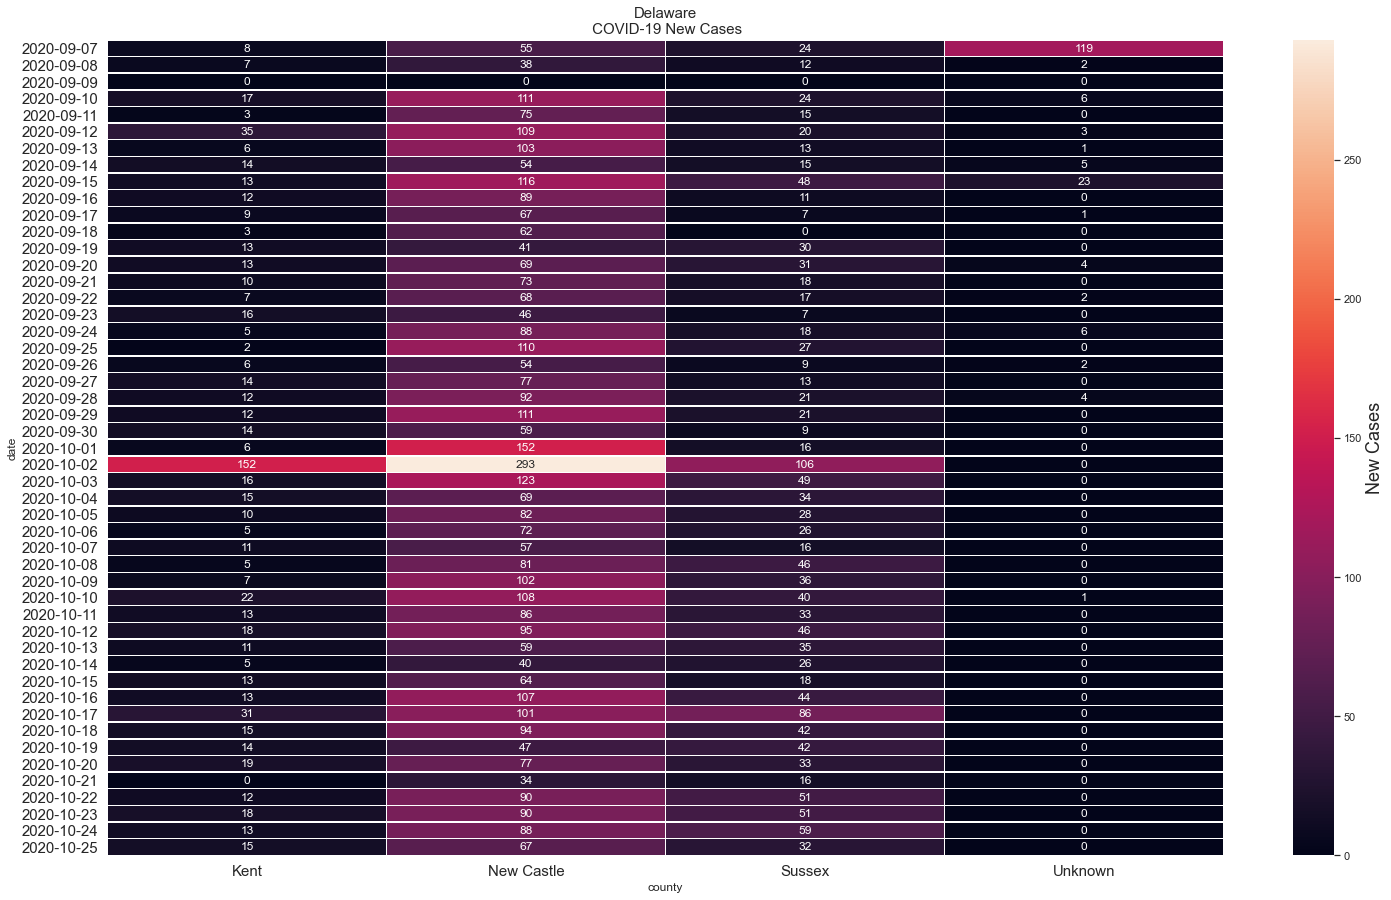 Delaware
COVID-19 New Cases
2020-09-07 8 55 24 119
2020-09-08 7 38 12 2
2020-09-09 0 0 0 0
2020-09-10 17 111 24 6
2020-09-11 3 75 15 0
2020-09-12 35 109 20 3
2020-09-13 6 103 13 1
2020-09-14 14 54 15 5
2020-09-15 13 116 48 23
2020-09-16 12 89 11 0
2020-09-17 9 67 7 1
2020-09-18 3 62 0 0
2020-09-19 13 41 30 0
2020-09-20 13 69 31 4
2020-09-21 10 73 18 0
2020-09-22 7 68 17 2
2020-09-23 16 46 7 0
2020-09-24 5 88 18 6
2020-09-25 2 110 27 0
2020-09-26 6 54 9 2
2020-09-27 14 77 13 0
2020-09-28 12 92 21 4
2020-09-29 12 111 21 0
2020-09-30 14 59 9 0
2020-10-01 6 152 16 0
2020-10-02 152 293 106 0
2020-10-03 16 123 49 0
2020-10-04 15 69 34 0
2020-10-05 10 82 28 0
2020-10-06 5 72 26 0
2020-10-07 11 57 16 0
2020-10-08 5 81 46 0
2020-10-09 7 102 36 0
2020-10-10 22 108 40 1
2020-10-11 13 86 33 0
2020-10-12 18 95 46 0
2020-10-13 11 59 35 0
2020-10-14 5 40 26 0
2020-10-15 13 64 18 0
2020-10-16 13 107 44 0
2020-10-17 31 101 86 0
2020-10-18 15 94 42 0
2020-10-19 14 47 42 0
2020-10-20 19 77 33 0
2020-10-21 0 34 16 0
2020-10-22 12 90 51 0
2020-10-23 18 90 51 0
2020-10-24 13 88 59 0
2020-10-25 15 67 32 0
date
Kent New Castle Sussex Unknown
county
250
200
150
100
50
0
New Cases